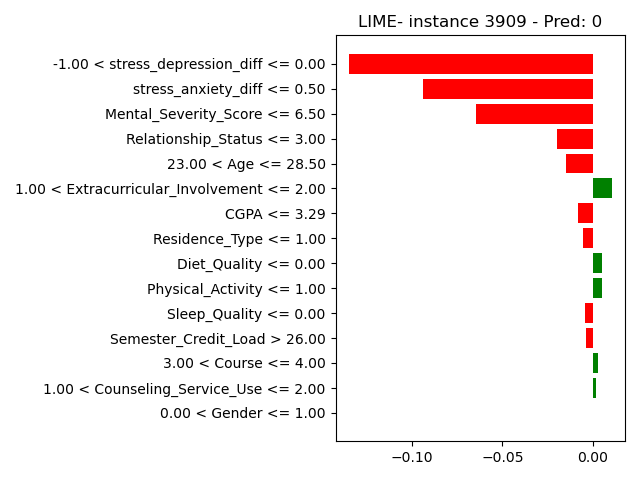 LIME- instance 3909 - Pred: 0
-1.00 < stress_depression_diff <= 0.00
stress_anxiety_diff <= 0.50
Mental_Severity_Score <= 6.50
Relationship_Status <= 3.00
23.00 < Age <= 28.50
1.00 < Extracurricular_Involvement <= 2.00
CGPA <= 3.29
Residence_Type <= 1.00
Diet_Quality <= 0.00
Physical_Activity <= 1.00
Sleep_Quality <= 0.00
Semester_Credit_Load > 26.00
3.00 < Course <= 4.00
1.00 < Counseling_Service_Use <= 2.00
0.00 < Gender <= 1.00
−0.10 −0.05 0.00